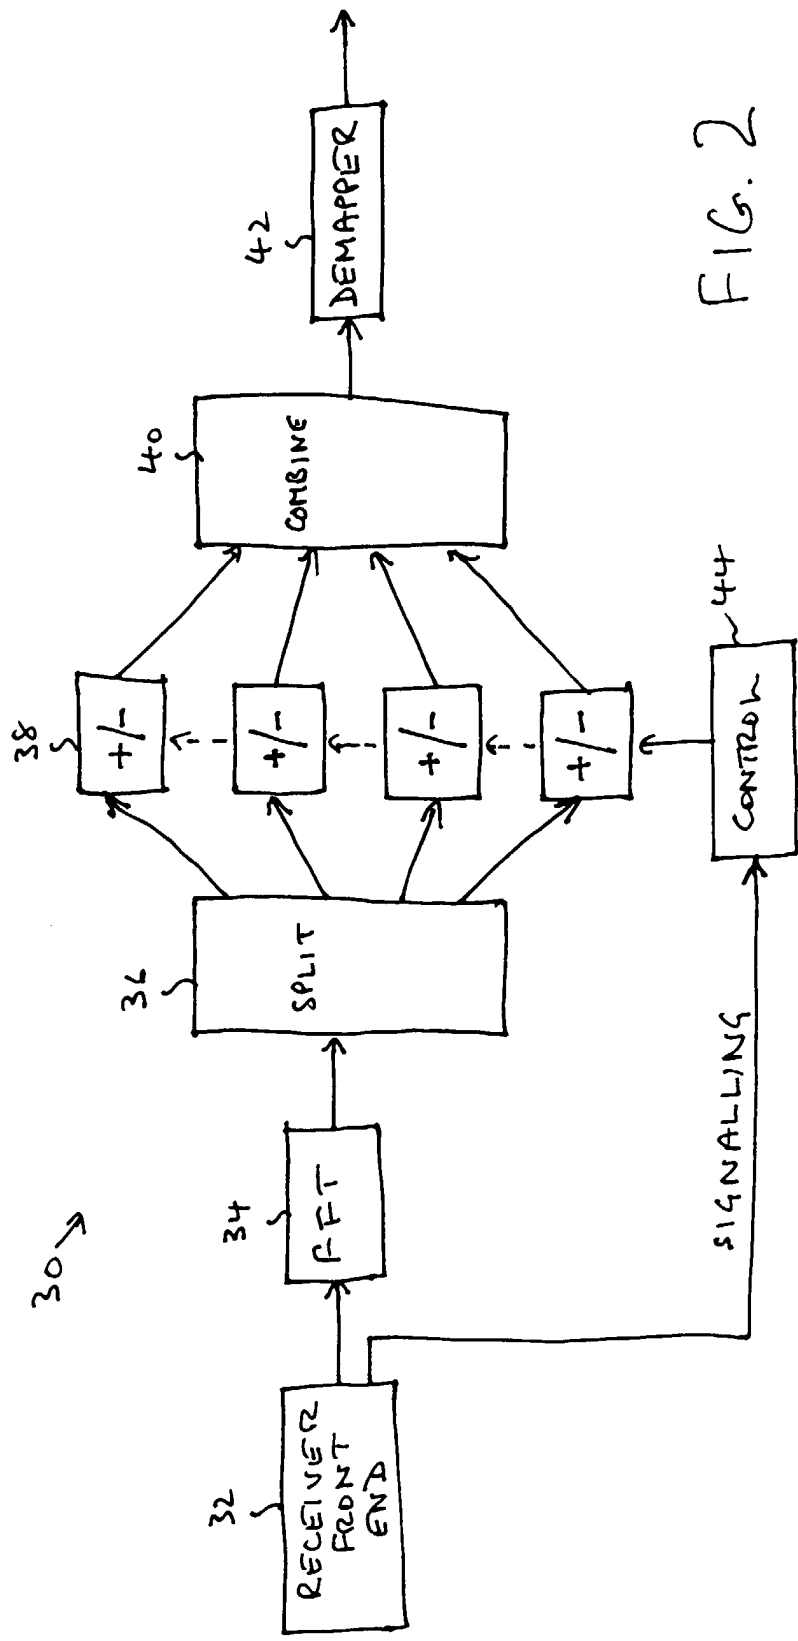 30
32
RECEIVER
FRONT
END
34
FFT
36
SPLIT
38
+/-
+/-
+/-
+/-
40
COMBINE
42
DEMAPPER
SIGNALLING
CONTROL
44
FIG. 2